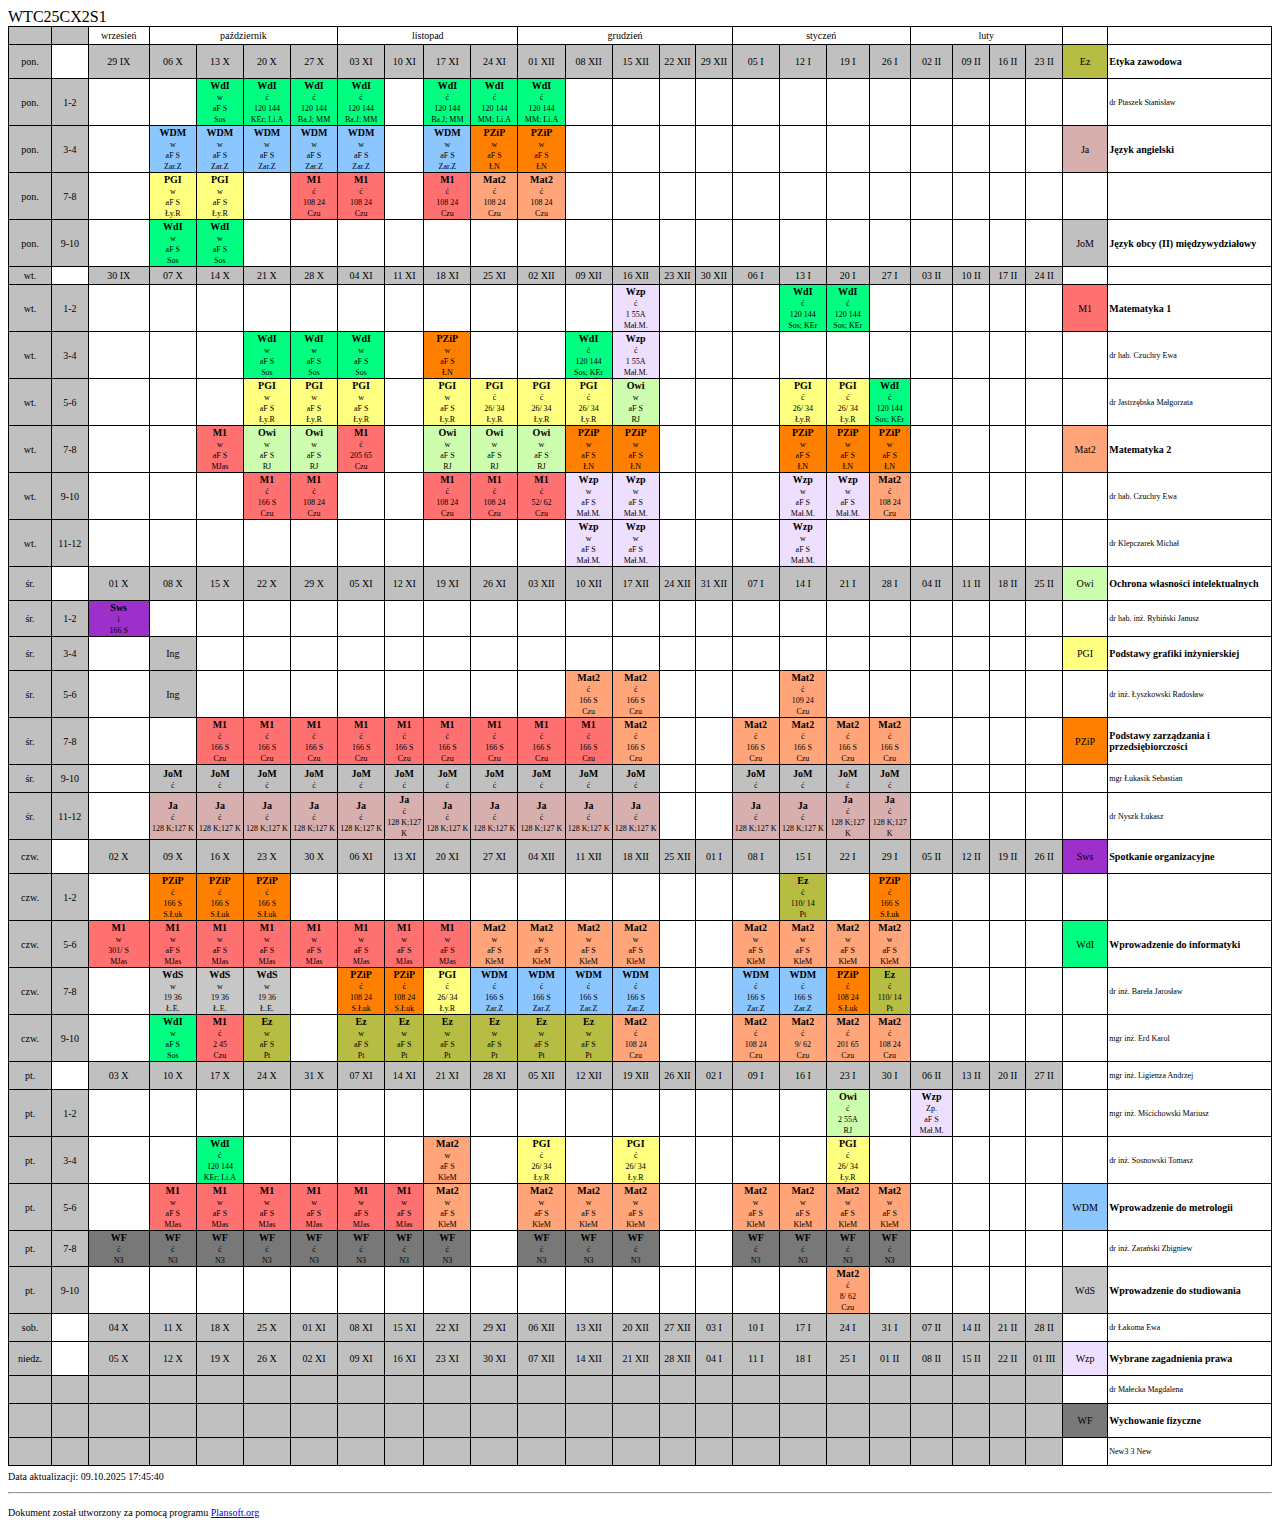 WTC25CX2S1
wrzesień październik listopad grudzień styczeń luty
pon. 29 IX 06 X 13 X 20 X 27 X 03 XI 10 XI 17 XI 24 XI 01 XII 08 XII 15 XII 22 XII 29 XII 05 I 12 I 19 I 26 I 02 II 09 II 16 II 23 II Ez Etyka zawodowa
pon. 1-2 WdI WdI WdI WdI WdI WdI WdI dr Ptaszek Stanisław
w ć ć ć ć ć ć
aF S 120 144 120 144 120 144 120 144 120 144 120 144
Sos KEr; Li.A Ba.J; MM Ba.J; MM Ba.J; MM MM; Li.A MM; Li.A
pon. 3-4 WDM WDM WDM WDM WDM WDM PZiP PZiP Ja Język angielski
w w w w w w w w
aF S aF S aF S aF S aF S aF S aF S aF S
Zar.Z Zar.Z Zar.Z Zar.Z Zar.Z Zar.Z ŁN ŁN
pon. 7-8 PGI PGI M1 M1 M1 Mat2 Mat2
w w ć ć ć ć ć
aF S aF S 108 24 108 24 108 24 108 24 108 24
Ły.R Ły.R Czu Czu Czu Czu Czu
pon. 9-10 WdI WdI JoM Język obcy (II) międzywydziałowy
w w
aF S aF S
Sos Sos
wt. 30 IX 07 X 14 X 21 X 28 X 04 XI 11 XI 18 XI 25 XI 02 XII 09 XII 16 XII 23 XII 30 XII 06 I 13 I 20 I 27 I 03 II 10 II 17 II 24 II
wt. 1-2 Wzp WdI WdI M1 Matematyka 1
ć ć ć
1 55A 120 144 120 144
Mał.M. Sos; KEr Sos; KEr
wt. 3-4 WdI WdI WdI PZiP WdI Wzp dr hab. Czuchry Ewa
w w w w ć ć
aF S aF S aF S aF S 120 144 1 55A
Sos Sos Sos ŁN Sos; KEr Mał.M.
wt. 5-6 PGI PGI PGI PGI PGI PGI PGI Owi PGI PGI WdI dr Jastrzębska Małgorzata
w w w w ć ć ć w ć ć ć
aF S aF S aF S aF S 26/ 34 26/ 34 26/ 34 aF S 26/ 34 26/ 34 120 144
Ły.R Ły.R Ły.R Ły.R Ły.R Ły.R Ły.R RJ Ły.R Ły.R Sos; KEr
wt. 7-8 M1 Owi Owi M1 Owi Owi Owi PZiP PZiP PZiP PZiP PZiP Mat2 Matematyka 2
w w w ć w w w w w w w w
aF S aF S aF S 205 65 aF S aF S aF S aF S aF S aF S aF S aF S
MJas RJ RJ Czu RJ RJ RJ ŁN ŁN ŁN ŁN ŁN
wt. 9-10 M1 M1 M1 M1 M1 Wzp Wzp Wzp Wzp Mat2 dr hab. Czuchry Ewa
ć ć ć ć ć w w w w ć
166 S 108 24 108 24 108 24 52/ 62 aF S aF S aF S aF S 108 24
Czu Czu Czu Czu Czu Mał.M. Mał.M. Mał.M. Mał.M. Czu
wt. 11-12 Wzp Wzp Wzp dr Klepczarek Michał
w w w
aF S aF S aF S
Mał.M. Mał.M. Mał.M.
śr. 01 X 08 X 15 X 22 X 29 X 05 XI 12 XI 19 XI 26 XI 03 XII 10 XII 17 XII 24 XII 31 XII 07 I 14 I 21 I 28 I 04 II 11 II 18 II 25 II Owi Ochrona własności intelektualnych
śr. 1-2 Sws dr hab. inż. Rybiński Janusz
i
166 S
śr. 3-4 Ing PGI Podstawy grafiki inżynierskiej
śr. 5-6 Ing Mat2 Mat2 Mat2 dr inż. Łyszkowski Radosław
ć ć ć
166 S 166 S 109 24
Czu Czu Czu
śr. 7-8 M1 M1 M1 M1 M1 M1 M1 M1 M1 Mat2 Mat2 Mat2 Mat2 Mat2 PZiP Podstawy zarządzania i przedsiębiorczości
ć ć ć ć ć ć ć ć ć ć ć ć ć ć
166 S 166 S 166 S 166 S 166 S 166 S 166 S 166 S 166 S 166 S 166 S 166 S 166 S 166 S
Czu Czu Czu Czu Czu Czu Czu Czu Czu Czu Czu Czu Czu Czu
śr. 9-10 JoM JoM JoM JoM JoM JoM JoM JoM JoM JoM JoM JoM JoM JoM JoM mgr Łukasik Sebastian
ć ć ć ć ć ć ć ć ć ć ć ć ć ć ć
śr. 11-12 Ja Ja Ja Ja Ja Ja Ja Ja Ja Ja Ja Ja Ja Ja Ja dr Nyszk Łukasz
ć ć ć ć ć ć ć ć ć ć ć ć ć ć ć
128 K;127 K 128 K;127 K 128 K;127 K 128 K;127 K 128 K;127 K 128 K;127 K 128 K;127 K 128 K;127 K 128 K;127 K 128 K;127 K 128 K;127 K 128 K;127 K 128 K;127 K 128 K;127 K 128 K;127 K
czw. 02 X 09 X 16 X 23 X 30 X 06 XI 13 XI 20 XI 27 XI 04 XII 11 XII 18 XII 25 XII 01 I 08 I 15 I 22 I 29 I 05 II 12 II 19 II 26 II Sws Spotkanie organizacyjne
czw. 1-2 PZiP PZiP PZiP Ez PZiP
ć ć ć ć ć
166 S 166 S 166 S 110/ 14 166 S
S.Łuk S.Łuk S.Łuk Pt S.Łuk
czw. 5-6 M1 M1 M1 M1 M1 M1 M1 M1 Mat2 Mat2 Mat2 Mat2 Mat2 Mat2 Mat2 Mat2 WdI Wprowadzenie do informatyki
w w w w w w w w w w w w w w w w
301/ S aF S aF S aF S aF S aF S aF S aF S aF S aF S aF S aF S aF S aF S aF S aF S
MJas MJas MJas MJas MJas MJas MJas MJas KleM KleM KleM KleM KleM KleM KleM KleM
czw. 7-8 WdS WdS WdS PZiP PZiP PGI WDM WDM WDM WDM WDM WDM PZiP Ez dr inż. Bareła Jarosław
w w w ć ć ć ć ć ć ć ć ć ć ć
19 36 19 36 19 36 108 24 108 24 26/ 34 166 S 166 S 166 S 166 S 166 S 166 S 108 24 110/ 14
Ł.E. Ł.E. Ł.E. S.Łuk S.Łuk Ły.R Zar.Z Zar.Z Zar.Z Zar.Z Zar.Z Zar.Z S.Łuk Pt
czw. 9-10 WdI M1 Ez Ez Ez Ez Ez Ez Ez Mat2 Mat2 Mat2 Mat2 Mat2 mgr inż. Erd Karol
w ć w w w w w w w ć ć ć ć ć
aF S 2 45 aF S aF S aF S aF S aF S aF S aF S 108 24 108 24 9/ 62 201 65 108 24
Sos Czu Pt Pt Pt Pt Pt Pt Pt Czu Czu Czu Czu Czu
pt. 03 X 10 X 17 X 24 X 31 X 07 XI 14 XI 21 XI 28 XI 05 XII 12 XII 19 XII 26 XII 02 I 09 I 16 I 23 I 30 I 06 II 13 II 20 II 27 II mgr inż. Ligienza Andrzej
pt. 1-2 Owi Wzp mgr inż. Mścichowski Mariusz
ć Zp.
2 55A aF S
RJ Mał.M.
pt. 3-4 WdI Mat2 PGI PGI PGI dr inż. Sosnowski Tomasz
ć w ć ć ć
120 144 aF S 26/ 34 26/ 34 26/ 34
KEr; Li.A KleM Ły.R Ły.R Ły.R
pt. 5-6 M1 M1 M1 M1 M1 M1 Mat2 Mat2 Mat2 Mat2 Mat2 Mat2 Mat2 Mat2 WDM Wprowadzenie do metrologii
w w w w w w w w w w w w w w
aF S aF S aF S aF S aF S aF S aF S aF S aF S aF S aF S aF S aF S aF S
MJas MJas MJas MJas MJas MJas KleM KleM KleM KleM KleM KleM KleM KleM
pt. 7-8 WF WF WF WF WF WF WF WF WF WF WF WF WF WF WF dr inż. Zarański Zbigniew
ć ć ć ć ć ć ć ć ć ć ć ć ć ć ć
N3 N3 N3 N3 N3 N3 N3 N3 N3 N3 N3 N3 N3 N3 N3
pt. 9-10 Mat2 WdS Wprowadzenie do studiowania
ć
8/ 62
Czu
sob. 04 X 11 X 18 X 25 X 01 XI 08 XI 15 XI 22 XI 29 XI 06 XII 13 XII 20 XII 27 XII 03 I 10 I 17 I 24 I 31 I 07 II 14 II 21 II 28 II dr Łakoma Ewa
niedz. 05 X 12 X 19 X 26 X 02 XI 09 XI 16 XI 23 XI 30 XI 07 XII 14 XII 21 XII 28 XII 04 I 11 I 18 I 25 I 01 II 08 II 15 II 22 II 01 III Wzp Wybrane zagadnienia prawa
dr Małecka Magdalena
WF Wychowanie fizyczne
New3 3 New
Data aktualizacji: 09.10.2025 17:45:40
Dokument został utworzony za pomocą programu Plansoft.org